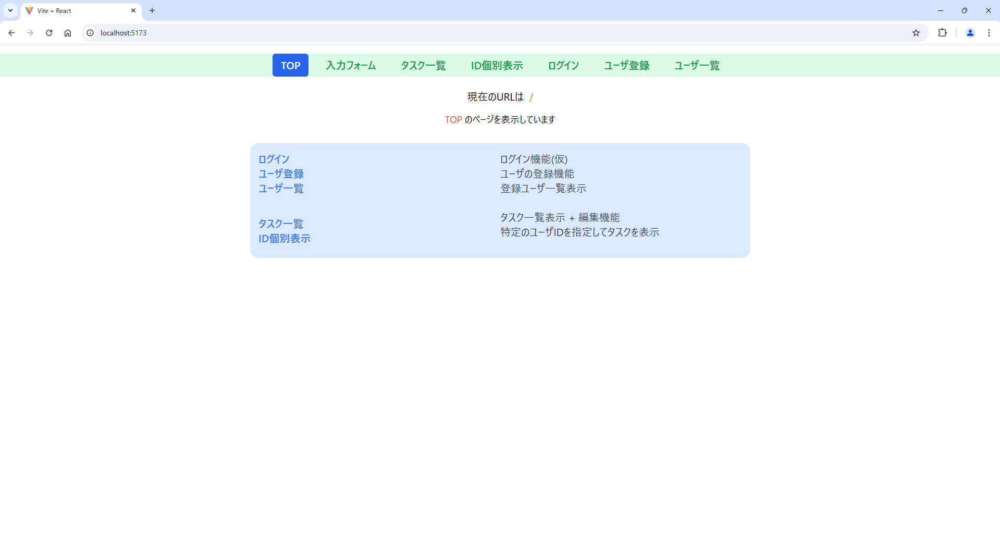 Vite + React
localhost:5173
TOP 入力フォーム タスク一覧 ID個別表示 ログイン ユーザ登録 ユーザ一覧
現在のURLは /
TOP のページを表示しています
ログイン ログイン機能(仮)
ユーザ登録 ユーザの登録機能
ユーザ一覧 登録ユーザ一覧表示
タスク一覧 タスク一覧表示 + 編集機能
ID個別表示 特定のユーザIDを指定してタスクを表示